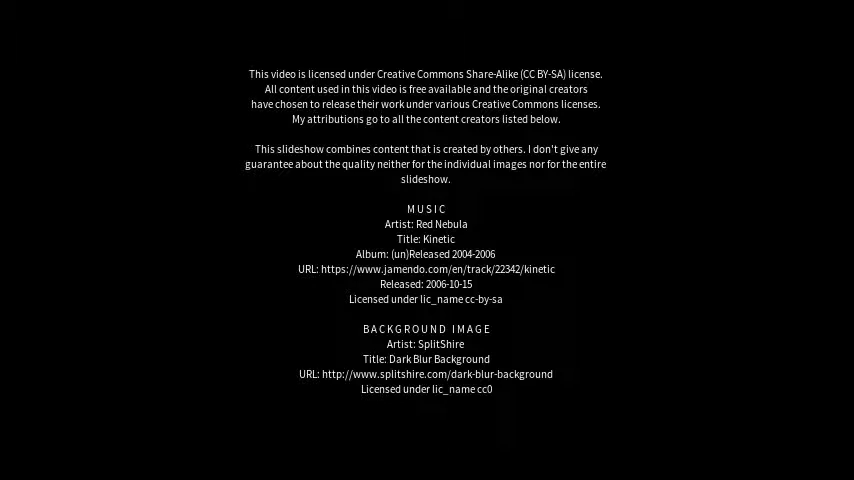 This video is licensed under Creative Commons Share-Alike (CC BY-SA) license.
All content used in this video is free available and the original creators
have chosen to release their work under various Creative Commons licenses.
My attributions go to all the content creators listed below.
This slideshow combines content that is created by others. I don't give any
guarantee about the quality neither for the individual images nor for the entire
slideshow.
MUSIC
Artist: Red Nebula
Title: Kinetic
Album: (un)Released 2004-2006
URL: https://www.jamendo.com/en/track/22342/kinetic
Released: 2006-10-15
Licensed under lic_name cc-by-sa
BACKGROUND IMAGE
Artist: SplitShire
Title: Dark Blur Background
URL: http://www.splitshire.com/dark-blur-background
Licensed under lic_name cc0